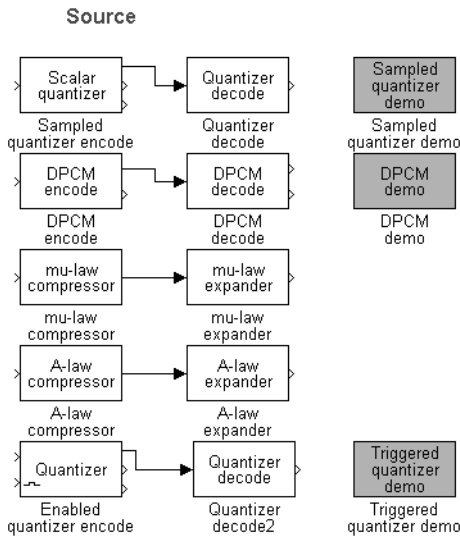 Source
Scalar
quantizer
Quantizer
decode
Sampled
quantizer
demo
Sampled
quantizer encode
Quantizer
decode
Sampled
quantizer demo
DPCM
encode
DPCM
decode
DPCM
demo
DPCM
encode
DPCM
decode
DPCM
demo
mu-law
compressor
mu-law
expander
mu-law
compressor
mu-law
expander
A-law
compressor
A-law
expander
A-law
compressor
A-law
expander
Quantizer
Quantizer
decode
Triggered
quantizer
demo
Enabled
quantizer encode
Quantizer
decode2
Triggered
quantizer demo